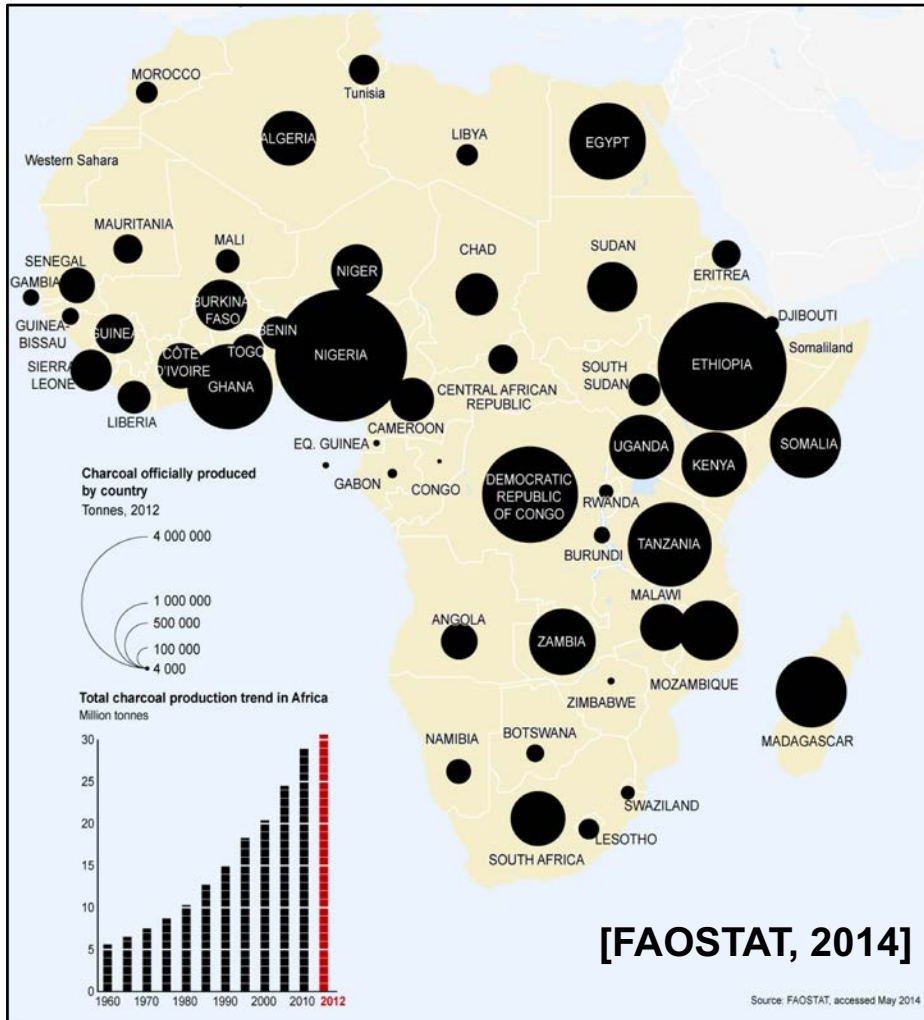 MOROCCO
Tunisia
ALGERIA
LIBYA
EGYPT
Western Sahara
MAURITANIA
MALI
NIGER
CHAD
SUDAN
ERITREA
SENEGAL
GAMBIA
GUINEA-
BISSAU
GUINEA
BURKINA
FASO
BENIN
TOGO
NIGERIA
DJIBOUTI
Somaliland
ETHIOPIA
SIERRA
LEONE
CÔTE
D'IVOIRE
GHANA
LIBERIA
CAMEROON
CENTRAL AFRICAN
REPUBLIC
SOUTH
SUDAN
EQ. GUINEA
GABON
CONGO
DEMOCRATIC
REPUBLIC
OF CONGO
UGANDA
KENYA
SOMALIA
RWANDA
BURUNDI
TANZANIA
MALAWI
ANGOLA
ZAMBIA
MOZAMBIQUE
ZIMBABWE
MADAGASCAR
NAMIBIA
BOTSWANA
SWAZILAND
LESOTHO
SOUTH AFRICA
Charcoal officially produced
by country
Tonnes, 2012
4 000 000
1 000 000
500 000
100 000
4 000
Total charcoal production trend in Africa
Million tonnes
30
25
20
15
10
5
0
1960 1970 1980 1990 2000 2010 2012
[FAOSTAT, 2014]
Source: FAOSTAT, accessed May 2014